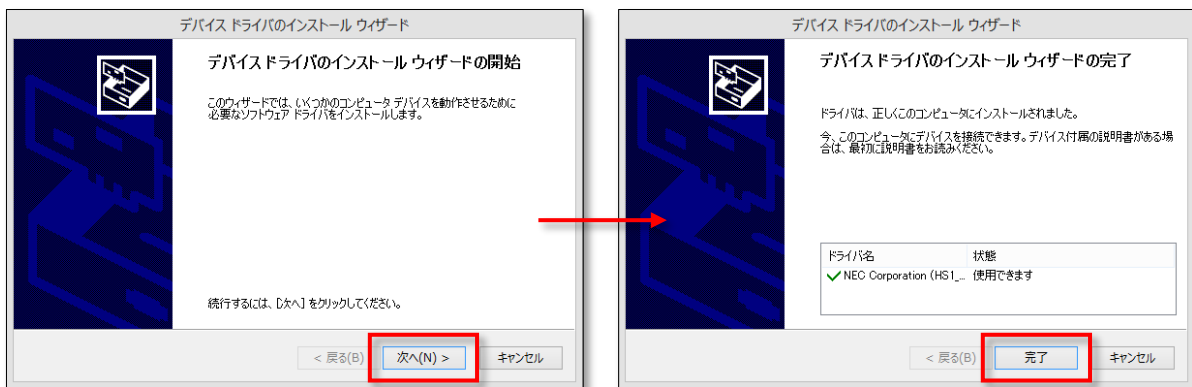 デバイス ドライバのインストール ウィザード
デバイス ドライバのインストール ウィザードの開始
このウィザードでは、いくつかのコンピュータ デバイスを動作させるために
必要なソフトウェア ドライバをインストールします。
続行するには、[次へ] をクリックしてください。
< 戻る(B)
次へ(N) >
キャンセル
デバイス ドライバのインストール ウィザード
デバイス ドライバのインストール ウィザードの完了
ドライバは、正しくこのコンピュータにインストールされました。
今、このコンピュータにデバイスを接続できます。デバイス付属の説明書がある場
合は、最初に説明書をお読みください。
ドライバ名 状態
NEC Corporation (HS1_... 使用できます
< 戻る(B)
完了
キャンセル